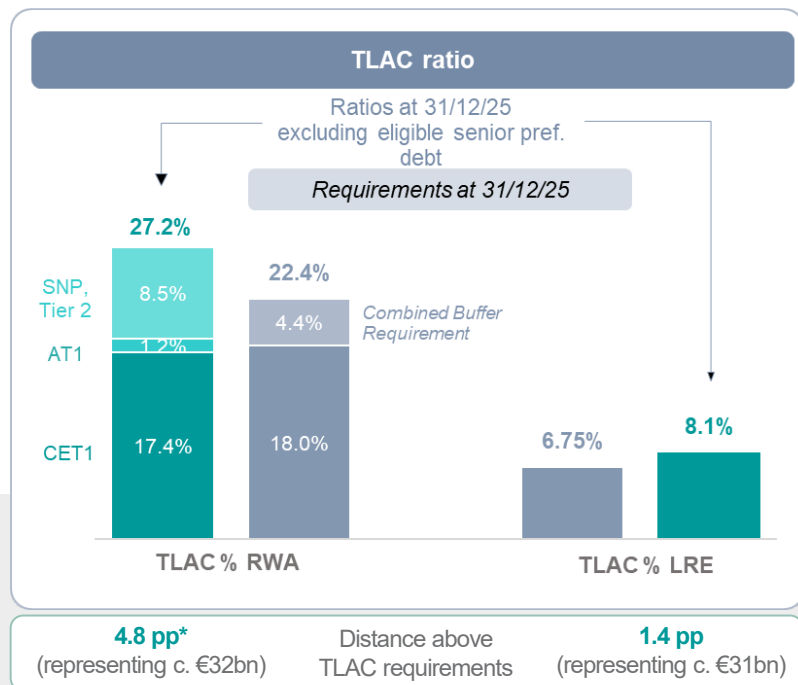 TLAC ratio
Ratios at 31/12/25
excluding eligible senior pref.
debt
Requirements at 31/12/25
27.2%
22.4%
SNP,
Tier 2
8.5%
4.4%
Combined Buffer
Requirement
AT1
1.2%
CET1
17.4%
18.0%
6.75%
8.1%
TLAC % RWA
TLAC % LRE
4.8 pp*
(representing c. €32bn)
Distance above
TLAC requirements
1.4 pp
(representing c. €31bn)